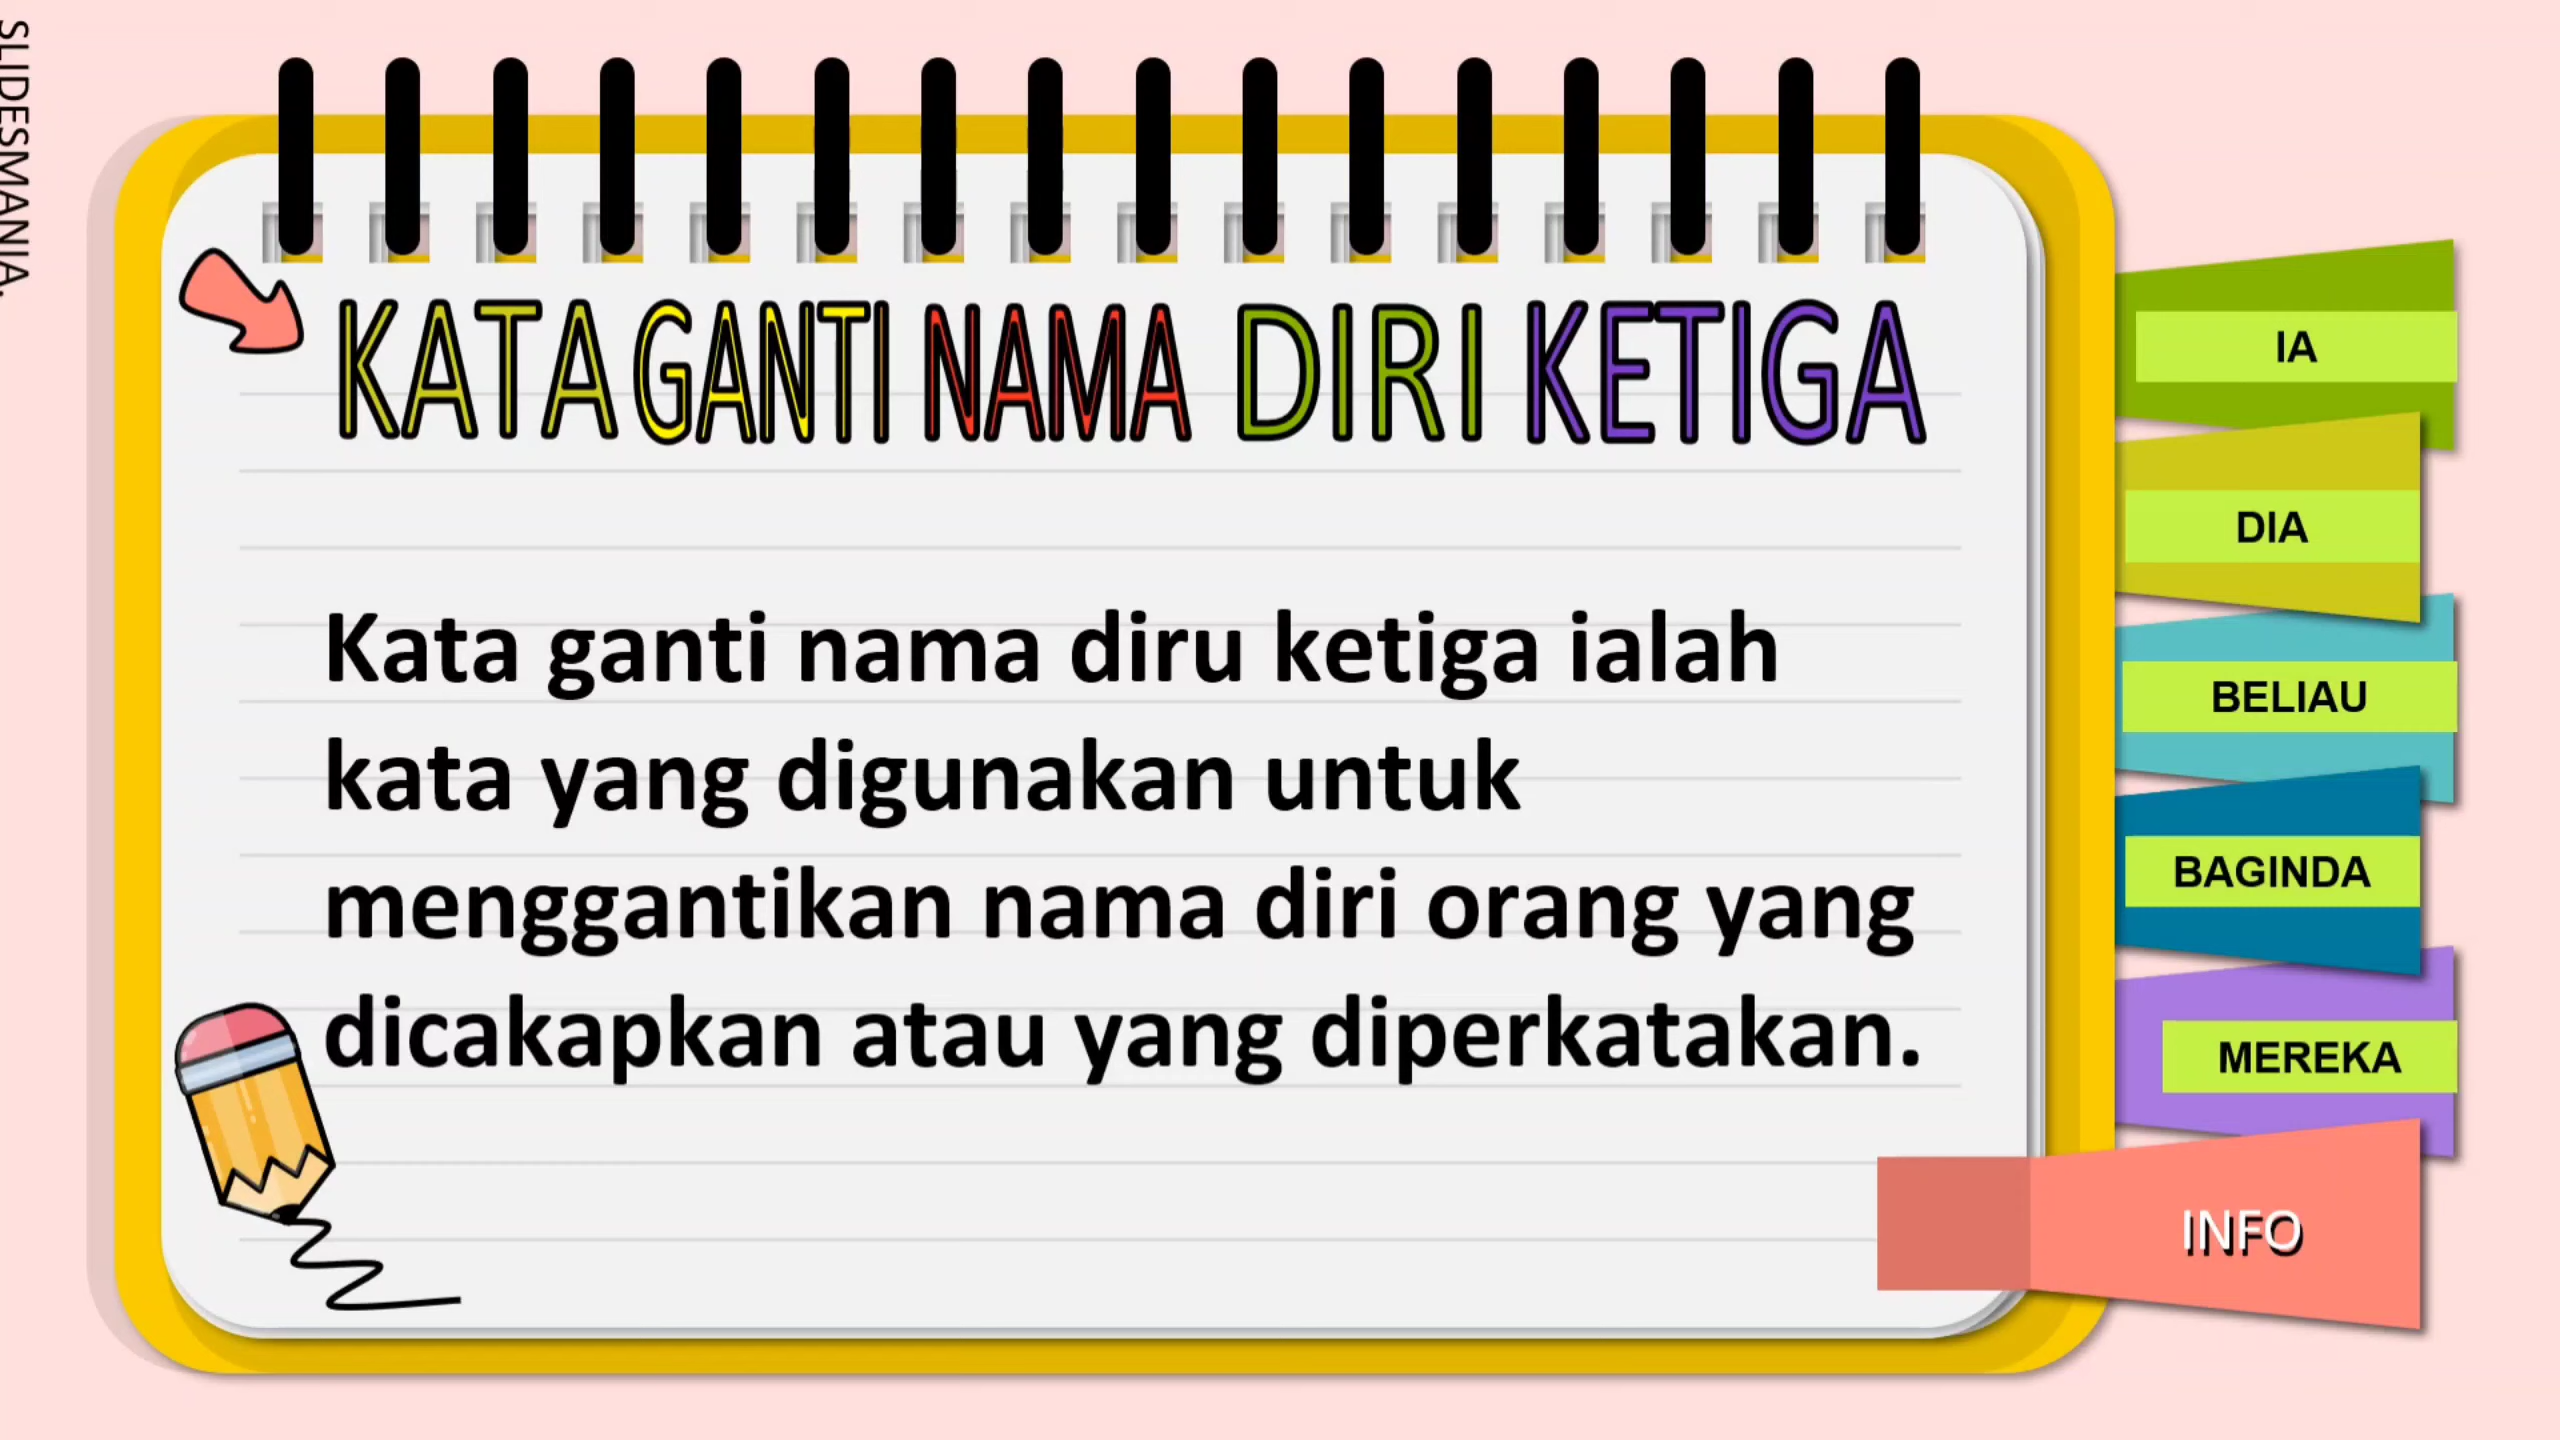 SLIDESMANIA.
KATA GANTI NAMA DIRI KETIGA
Kata ganti nama diru ketiga ialah
kata yang digunakan untuk
menggantikan nama diri orang yang
dicakapkan atau yang diperkatakan.
IA
DIA
BELIAU
BAGINDA
MEREKA
INFO